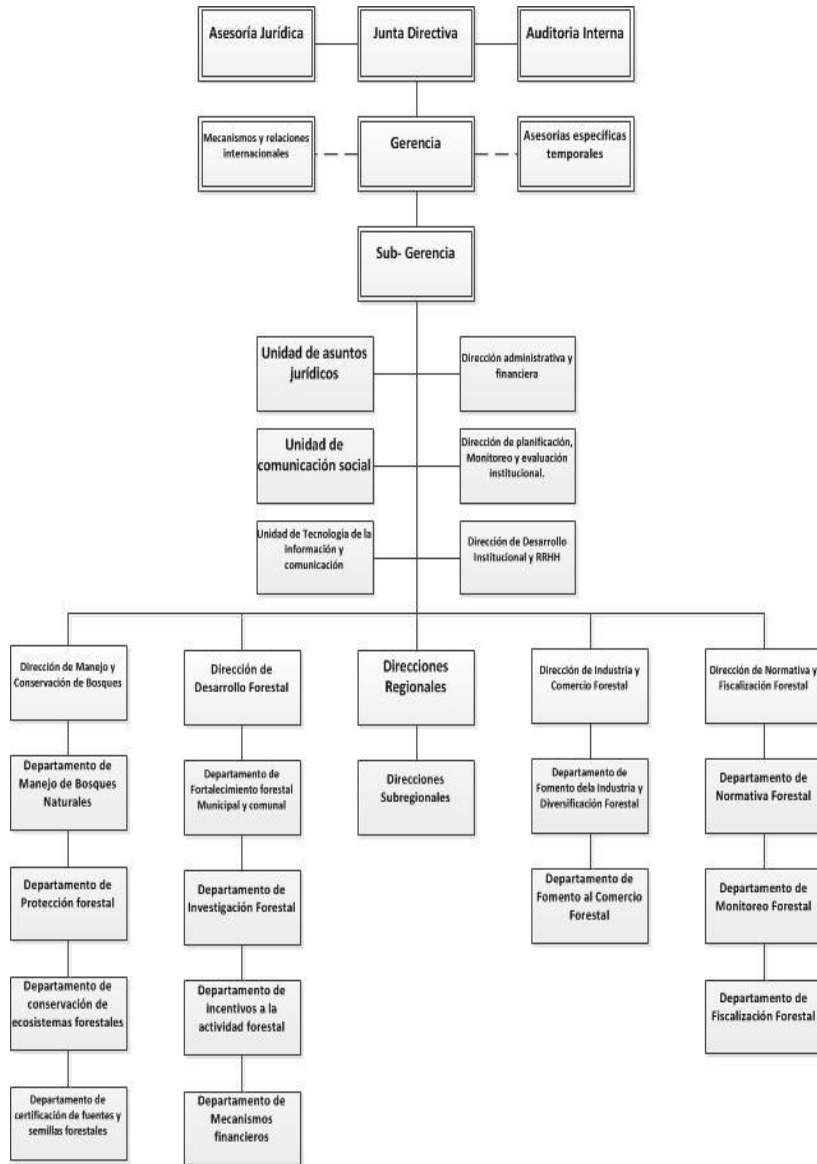 Asesoría Jurídica
Junta Directiva
Auditoria Interna
Mecanismos y relaciones
internacionales
Gerencia
Asesorías específicas
temporales
Sub- Gerencia
Unidad de asuntos
jurídicos
Dirección administrativa y
financiera
Unidad de
comunicación social
Dirección de planificación,
Monitoreo y evaluación
institucional.
Unidad de Tecnología de la
información y
comunicación
Dirección de Desarrollo
Institucional y RRHH
Dirección de Manejo y
Conservación de Bosques
Dirección de
Desarrollo Forestal
Direcciones
Regionales
Dirección de Industria y
Comercio Forestal
Dirección de Normativa y
Fiscalización Forestal
Departamento de
Manejo de Bosques
Naturales
Departamento de
Fortalecimiento forestal
Municipal y comunal
Direcciones
Subregionales
Departamento de
Fomento dela Industria y
Diversificación Forestal
Departamento de
Normativa Forestal
Departamento de
Protección forestal
Departamento de
Investigación Forestal
Departamento de
Fomento al Comercio
Forestal
Departamento de
Monitoreo Forestal
Departamento de
conservación de
ecosistemas forestales
Departamento de
incentivos a la
actividad forestal
Departamento de
Fiscalización Forestal
Departamento de
certificación de fuentes y
semillas forestales
Departamento de
Mecanismos
financieros